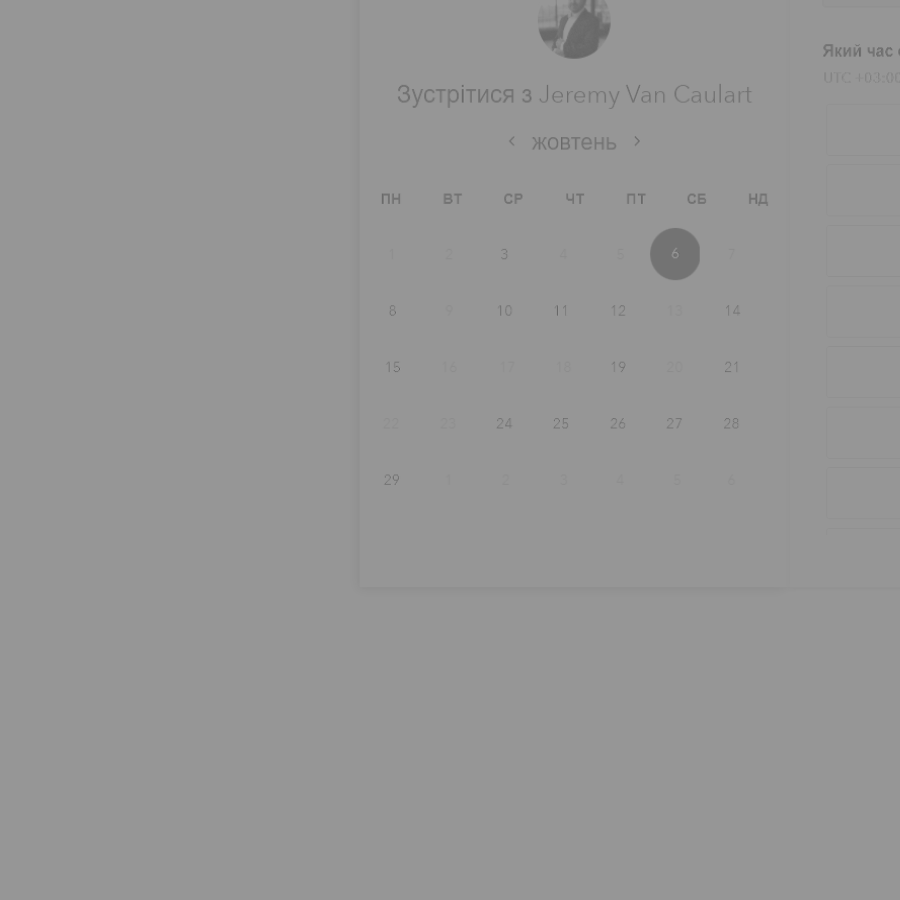 Зустрітися з Jeremy Van Caulart
< жовтень >
ПН ВТ СР ЧТ ПТ СБ НД
1 2 3 4 5 6 7
8 9 10 11 12 13 14
15 16 17 18 19 20 21
22 23 24 25 26 27 28
29 1 2 3 4 5 6
Який час
UTC +03:00